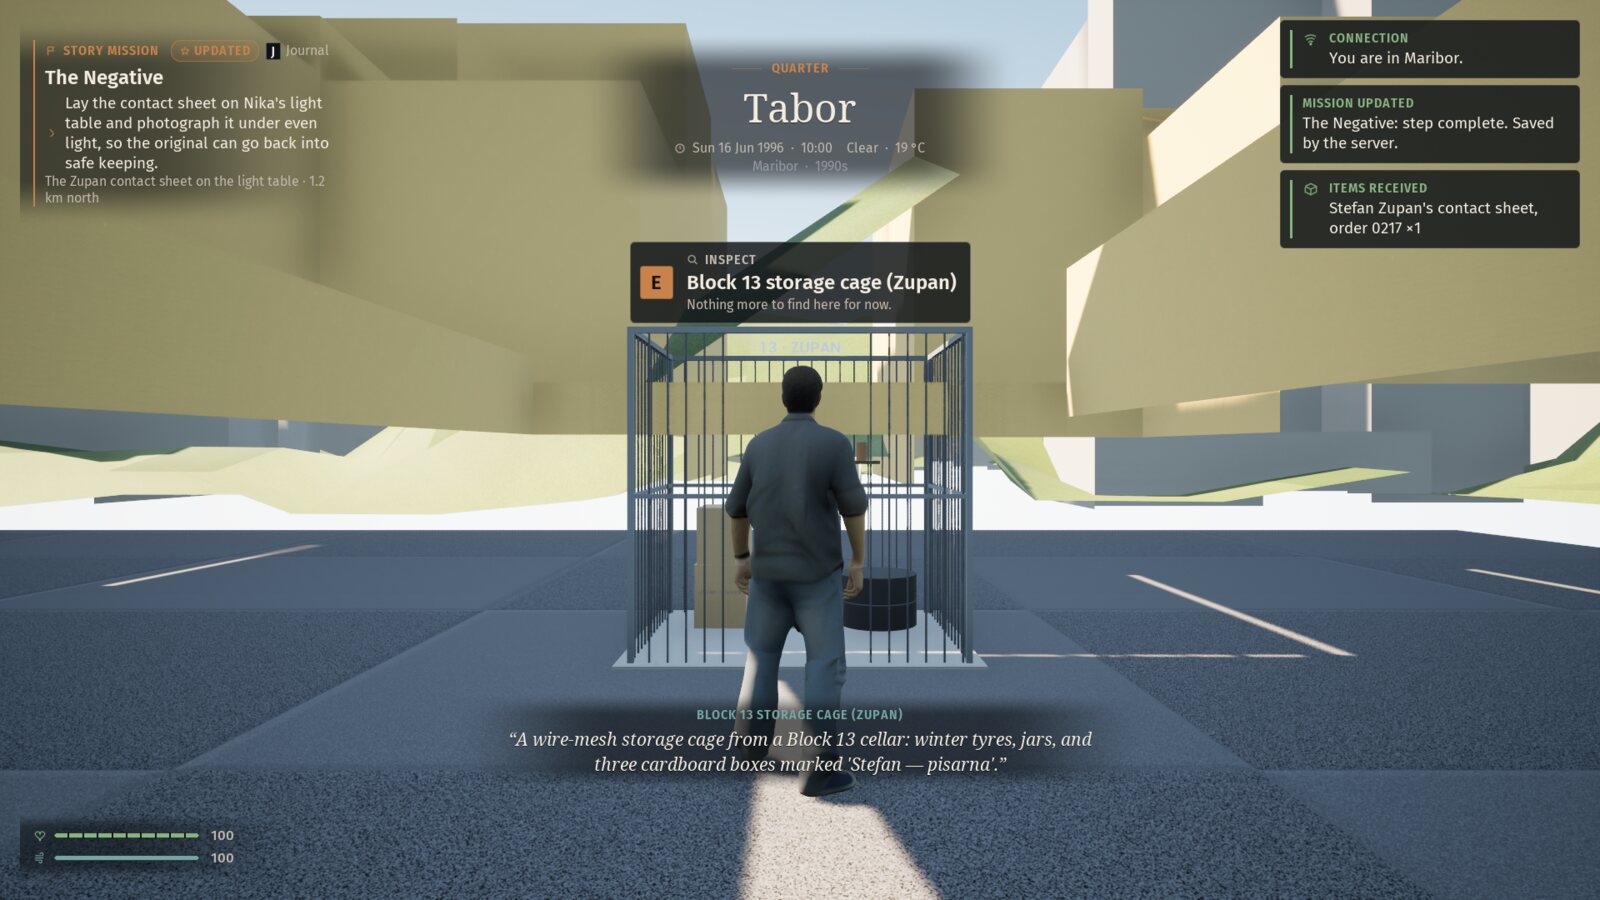 STORY MISSION
UPDATED
J Journal
The Negative
Lay the contact sheet on Nika's light
table and photograph it under even
light, so the original can go back into
safe keeping.
The Zupan contact sheet on the light table · 1.2
km north
QUARTER
Tabor
Sun 16 Jun 1996 · 10:00 Clear · 19 °C
Maribor · 1990s
CONNECTION
You are in Maribor.
MISSION UPDATED
The Negative: step complete. Saved
by the server.
ITEMS RECEIVED
Stefan Zupan's contact sheet,
order 0217 ×1
E
INSPECT
Block 13 storage cage (Zupan)
Nothing more to find here for now.
13 · ZUPAN
BLOCK 13 STORAGE CAGE (ZUPAN)
“A wire-mesh storage cage from a Block 13 cellar: winter tyres, jars, and
three cardboard boxes marked 'Stefan — pisarna'.”
100
100